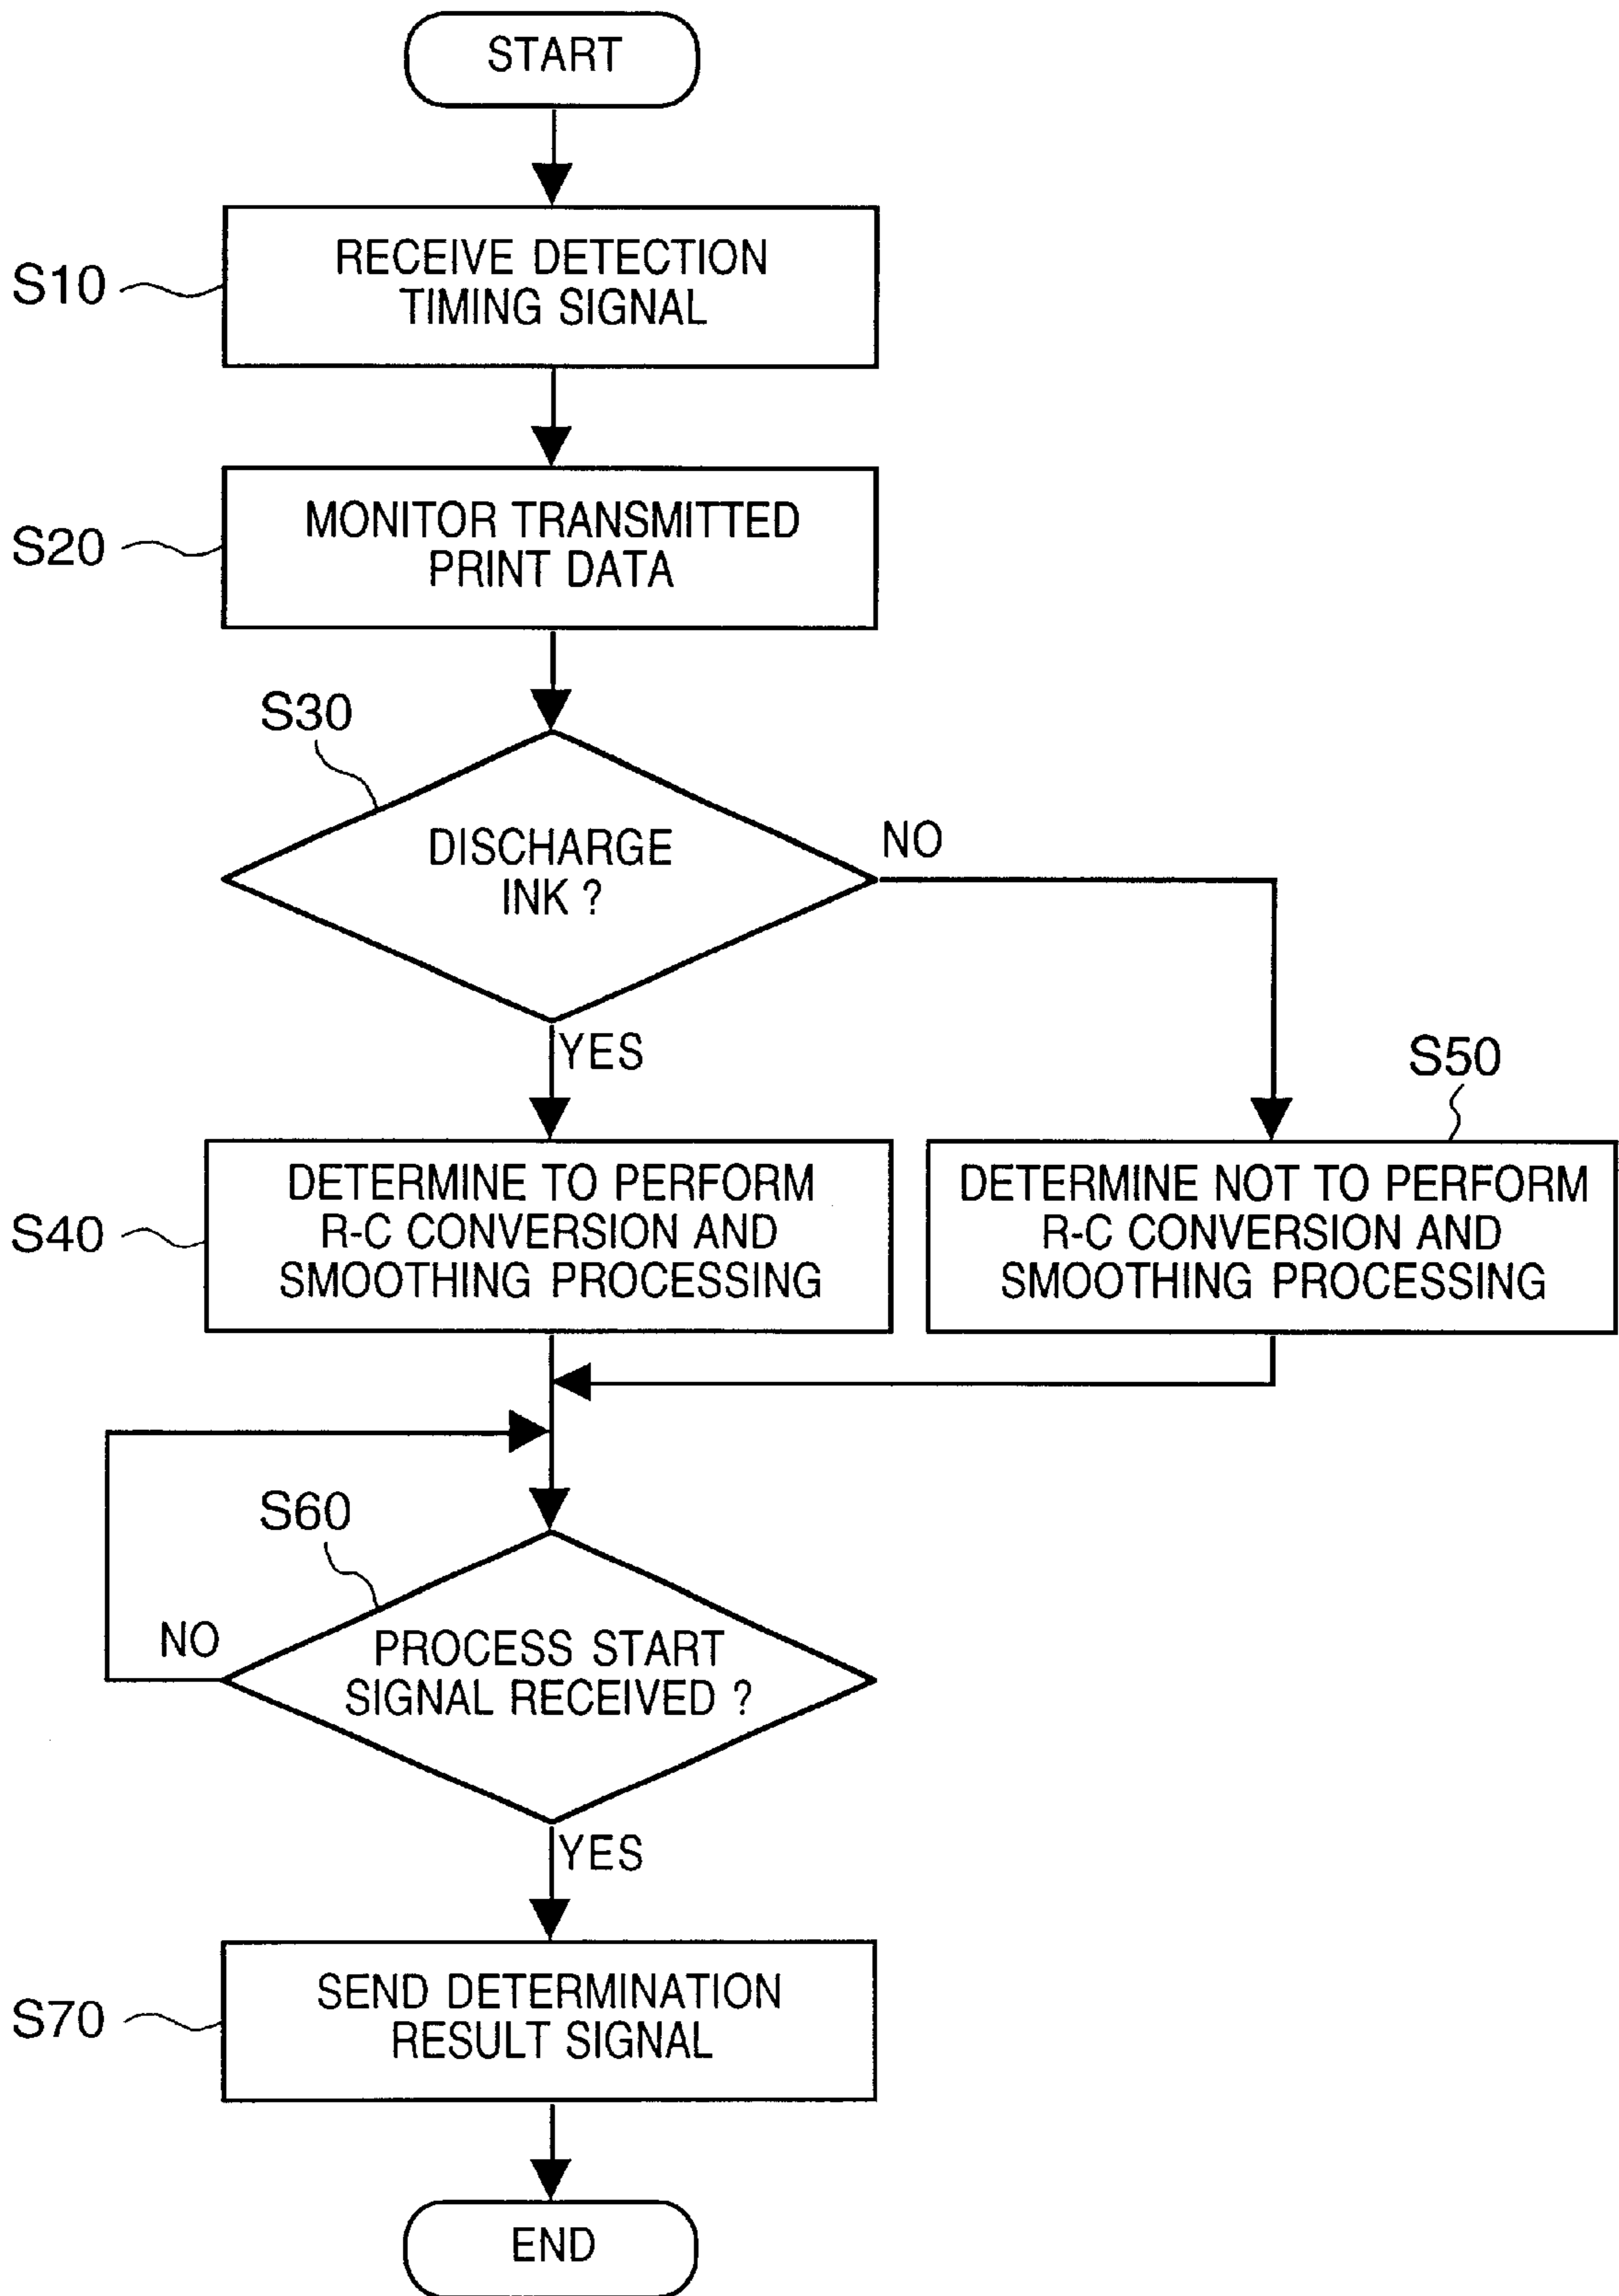 START
S10
RECEIVE DETECTION
TIMING SIGNAL
S20
MONITOR TRANSMITTED
PRINT DATA
S30
DISCHARGE
INK ?
NO
YES
S40
DETERMINE TO PERFORM
R-C CONVERSION AND
SMOOTHING PROCESSING
S50
DETERMINE NOT TO PERFORM
R-C CONVERSION AND
SMOOTHING PROCESSING
S60
PROCESS START
SIGNAL RECEIVED ?
NO
YES
S70
SEND DETERMINATION
RESULT SIGNAL
END